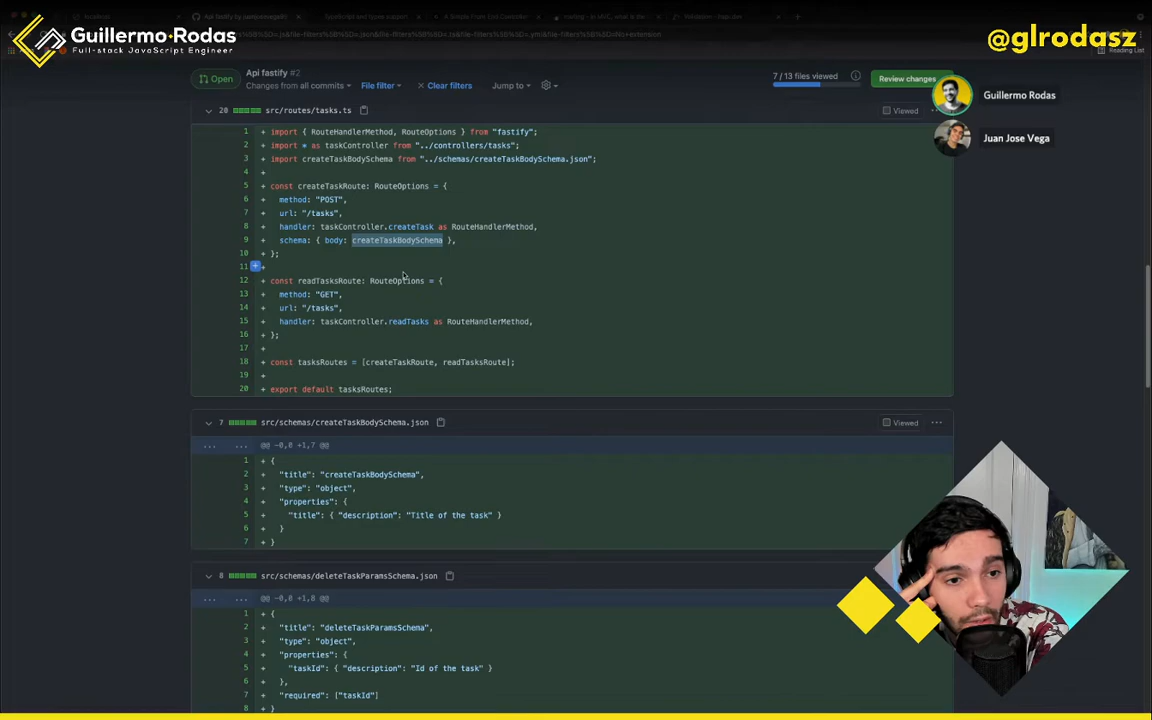 Guillermo-Rodas
Full-stack JavaScript Engineer
@glrodasz
Reading List
Open
Api fastify #2
Changes from all commits
File filter
Clear filters
Jump to
7 / 13 files viewed
Review changes
Guillermo Rodas
Juan Jose Vega
20 src/routes/tasks.ts
Viewed
1 + import { RouteHandlerMethod, RouteOptions } from "fastify";
2 + import * as taskController from "../controllers/tasks";
3 + import createTaskBodySchema from "../schemas/createTaskBodySchema.json";
4 +
5 + const createTaskRoute: RouteOptions = {
6 + method: "POST",
7 + url: "/tasks",
8 + handler: taskController.createTask as RouteHandlerMethod,
9 + schema: { body: createTaskBodySchema },
10 + };
11 +
12 + const readTasksRoute: RouteOptions = {
13 + method: "GET",
14 + url: "/tasks",
15 + handler: taskController.readTasks as RouteHandlerMethod,
16 + };
17 +
18 + const tasksRoutes = [createTaskRoute, readTasksRoute];
19 +
20 + export default tasksRoutes;
7 src/schemas/createTaskBodySchema.json
Viewed
... ... @@ -0,0 +1,7 @@
1 + {
2 + "title": "createTaskBodySchema",
3 + "type": "object",
4 + "properties": {
5 + "title": { "description": "Title of the task" }
6 + }
7 + }
8 src/schemas/deleteTaskParamsSchema.json
Viewed
... ... @@ -0,0 +1,8 @@
1 + {
2 + "title": "deleteTaskParamsSchema",
3 + "type": "object",
4 + "properties": {
5 + "taskId": { "description": "Id of the task" }
6 + },
7 + "required": ["taskId"]
8 + }